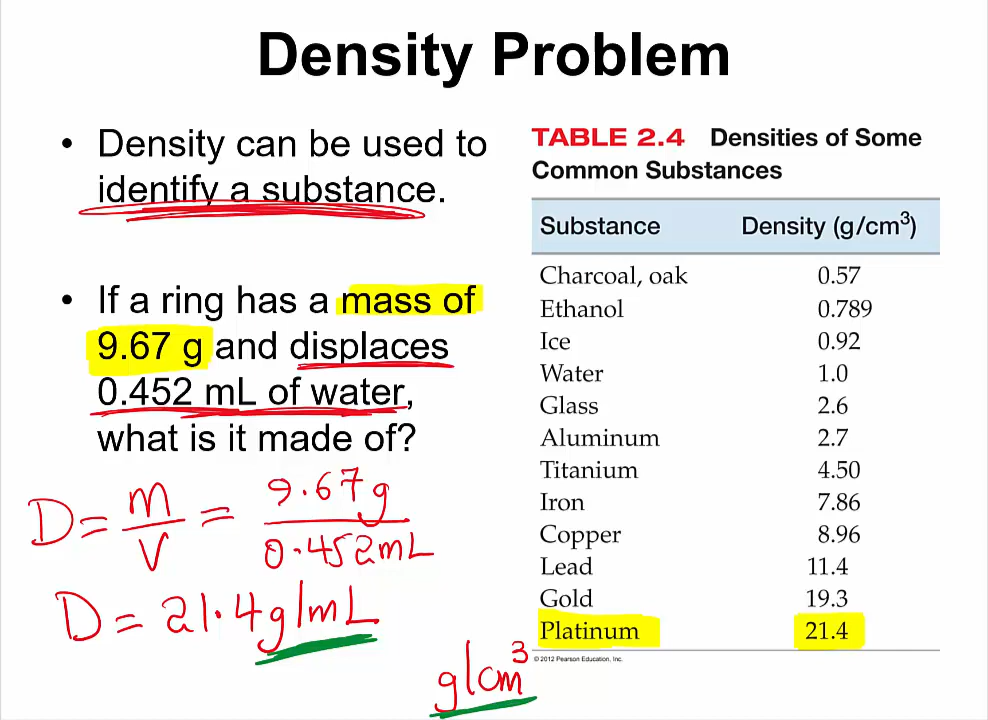 Density Problem
• Density can be used to
identify a substance.
• If a ring has a mass of
9.67 g and displaces
0.452 mL of water,
what is it made of?
D = m/V = 9.67g/0.452mL
D = 21.4g/mL
g/cm³
TABLE 2.4 Densities of Some
Common Substances
Substance Density (g/cm³)
Charcoal, oak 0.57
Ethanol 0.789
Ice 0.92
Water 1.0
Glass 2.6
Aluminum 2.7
Titanium 4.50
Iron 7.86
Copper 8.96
Lead 11.4
Gold 19.3
Platinum 21.4
© 2012 Pearson Education, Inc.